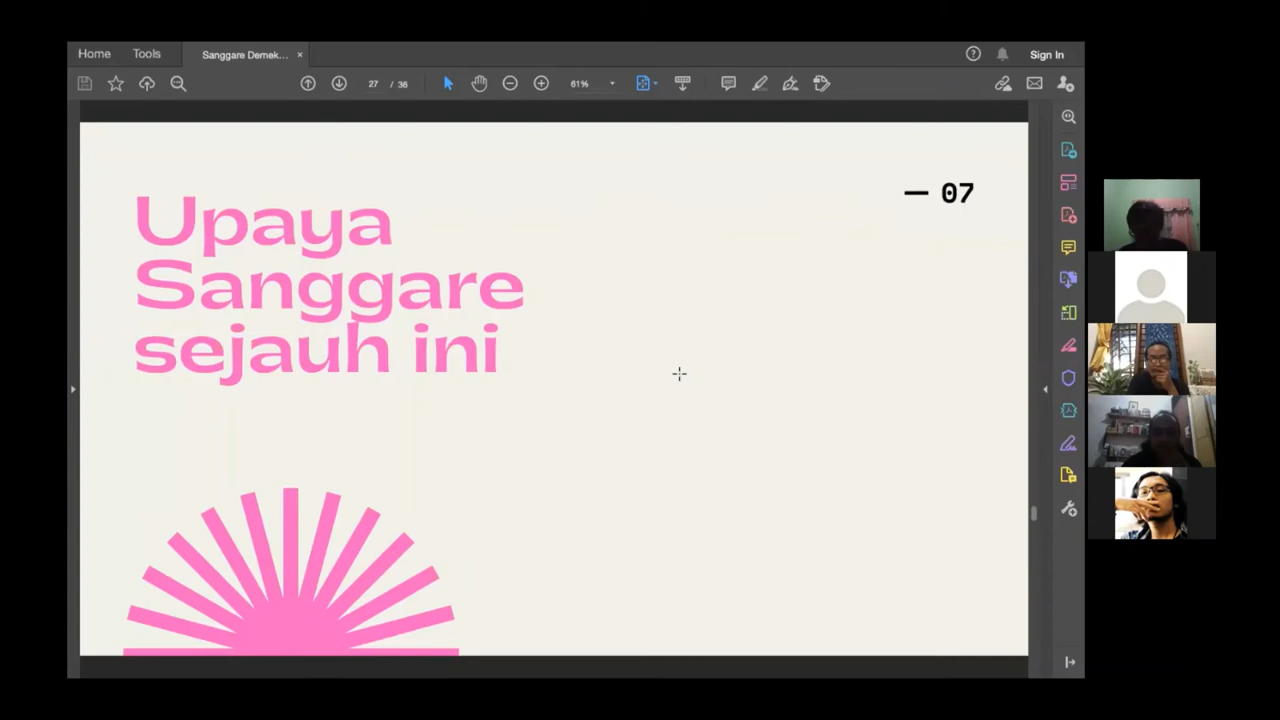 Home
Tools
Sanggare Demek...
Sign In
27 / 36
61%
— 07
Upaya
Sanggare
sejauh ini